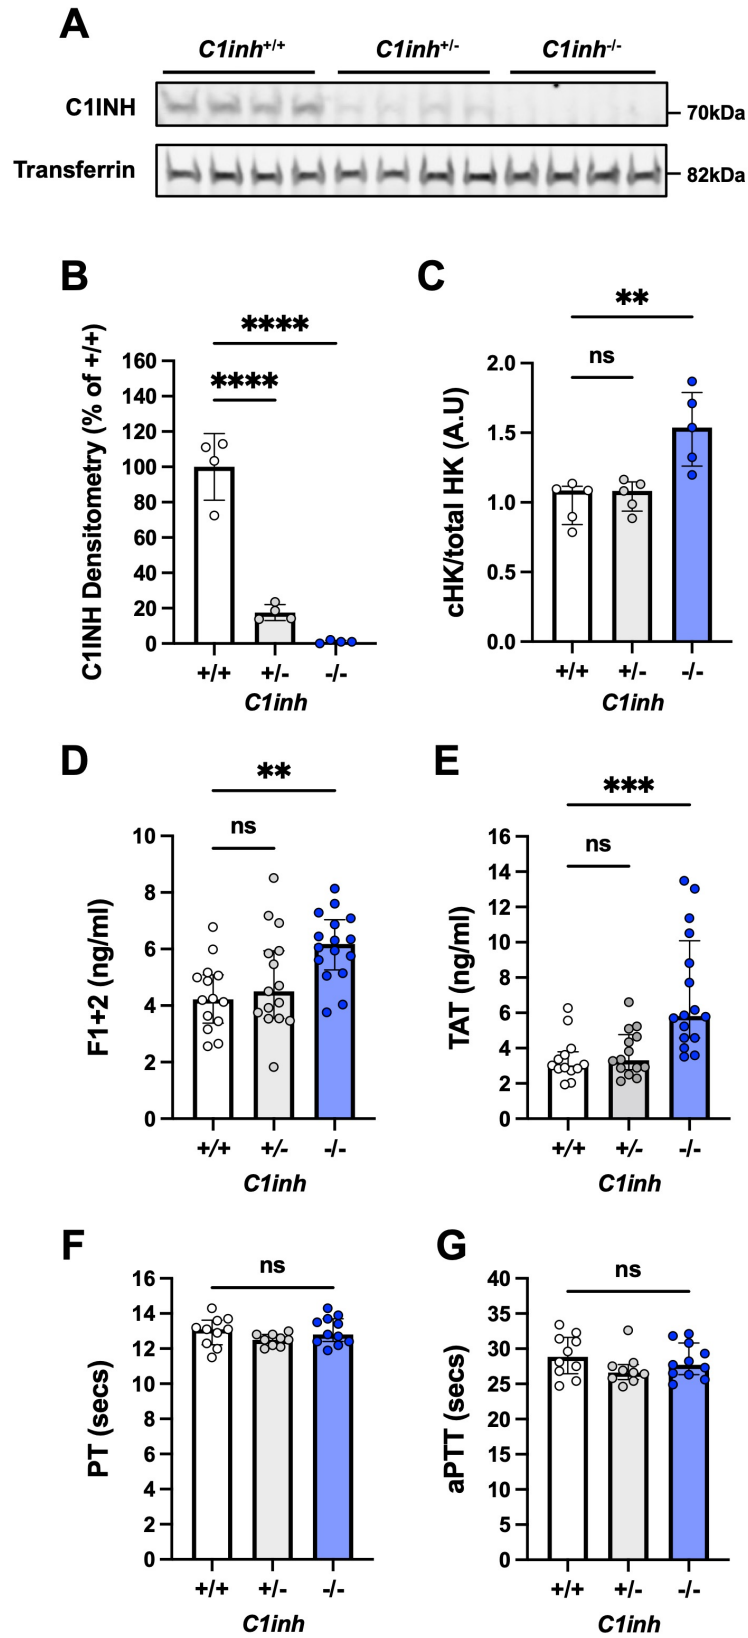 A
C1inh+/+ C1inh+/- C1inh-/-
C1INH
70kDa
Transferrin
82kDa
B
****
****
C1INH Densitometry (% of +/+)
160
140
120
100
80
60
40
20
0
+/+ +/- -/-
C1inh
C
**
ns
cHK/total HK (A.U)
2.0
1.5
1.0
0.5
0.0
+/+ +/- -/-
C1inh
D
**
ns
F1+2 (ng/ml)
10
8
6
4
2
0
+/+ +/- -/-
C1inh
E
***
ns
TAT (ng/ml)
16
14
12
10
8
6
4
2
0
+/+ +/- -/-
C1inh
F
ns
PT (secs)
16
14
12
10
8
6
4
2
0
+/+ +/- -/-
C1inh
G
ns
aPTT (secs)
40
35
30
25
20
15
10
5
0
+/+ +/- -/-
C1inh